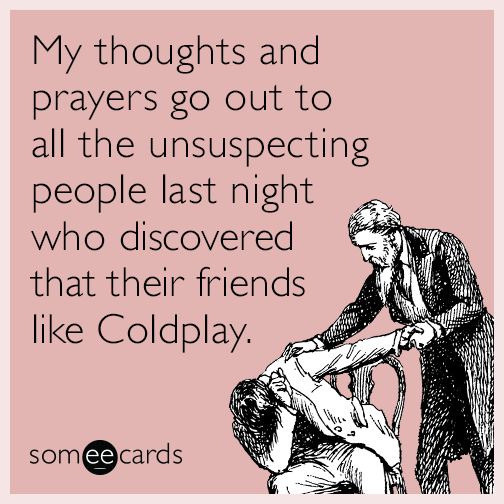 My thoughts and
prayers go out to
all the unsuspecting
people last night
who discovered
that their friends
like Coldplay.
someecards